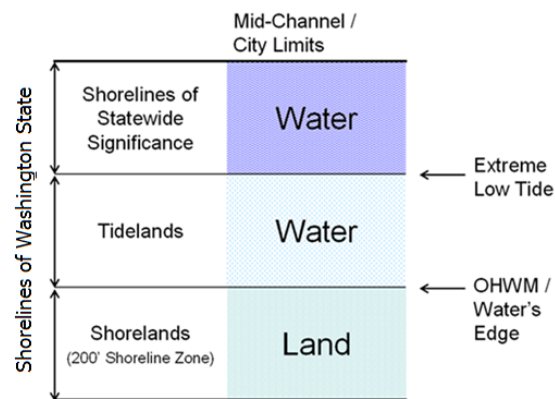 Mid-Channel /
City Limits
Shorelines of Washington State
Shorelines of
Statewide
Significance
Water
Extreme
Low Tide
Tidelands
Water
OHWM /
Water's
Edge
Shorelands
(200' Shoreline Zone)
Land